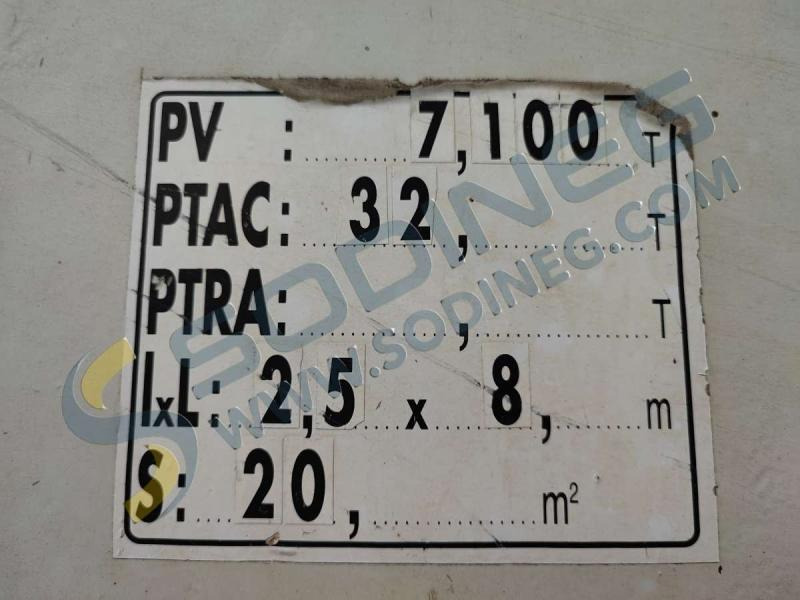 PV : 7,100 T
PTAC: 32, T
PTRA: , T
lxL: 2,5 x 8, m
S: 20, m²
SODINEG
WWW.SODINEG.COM